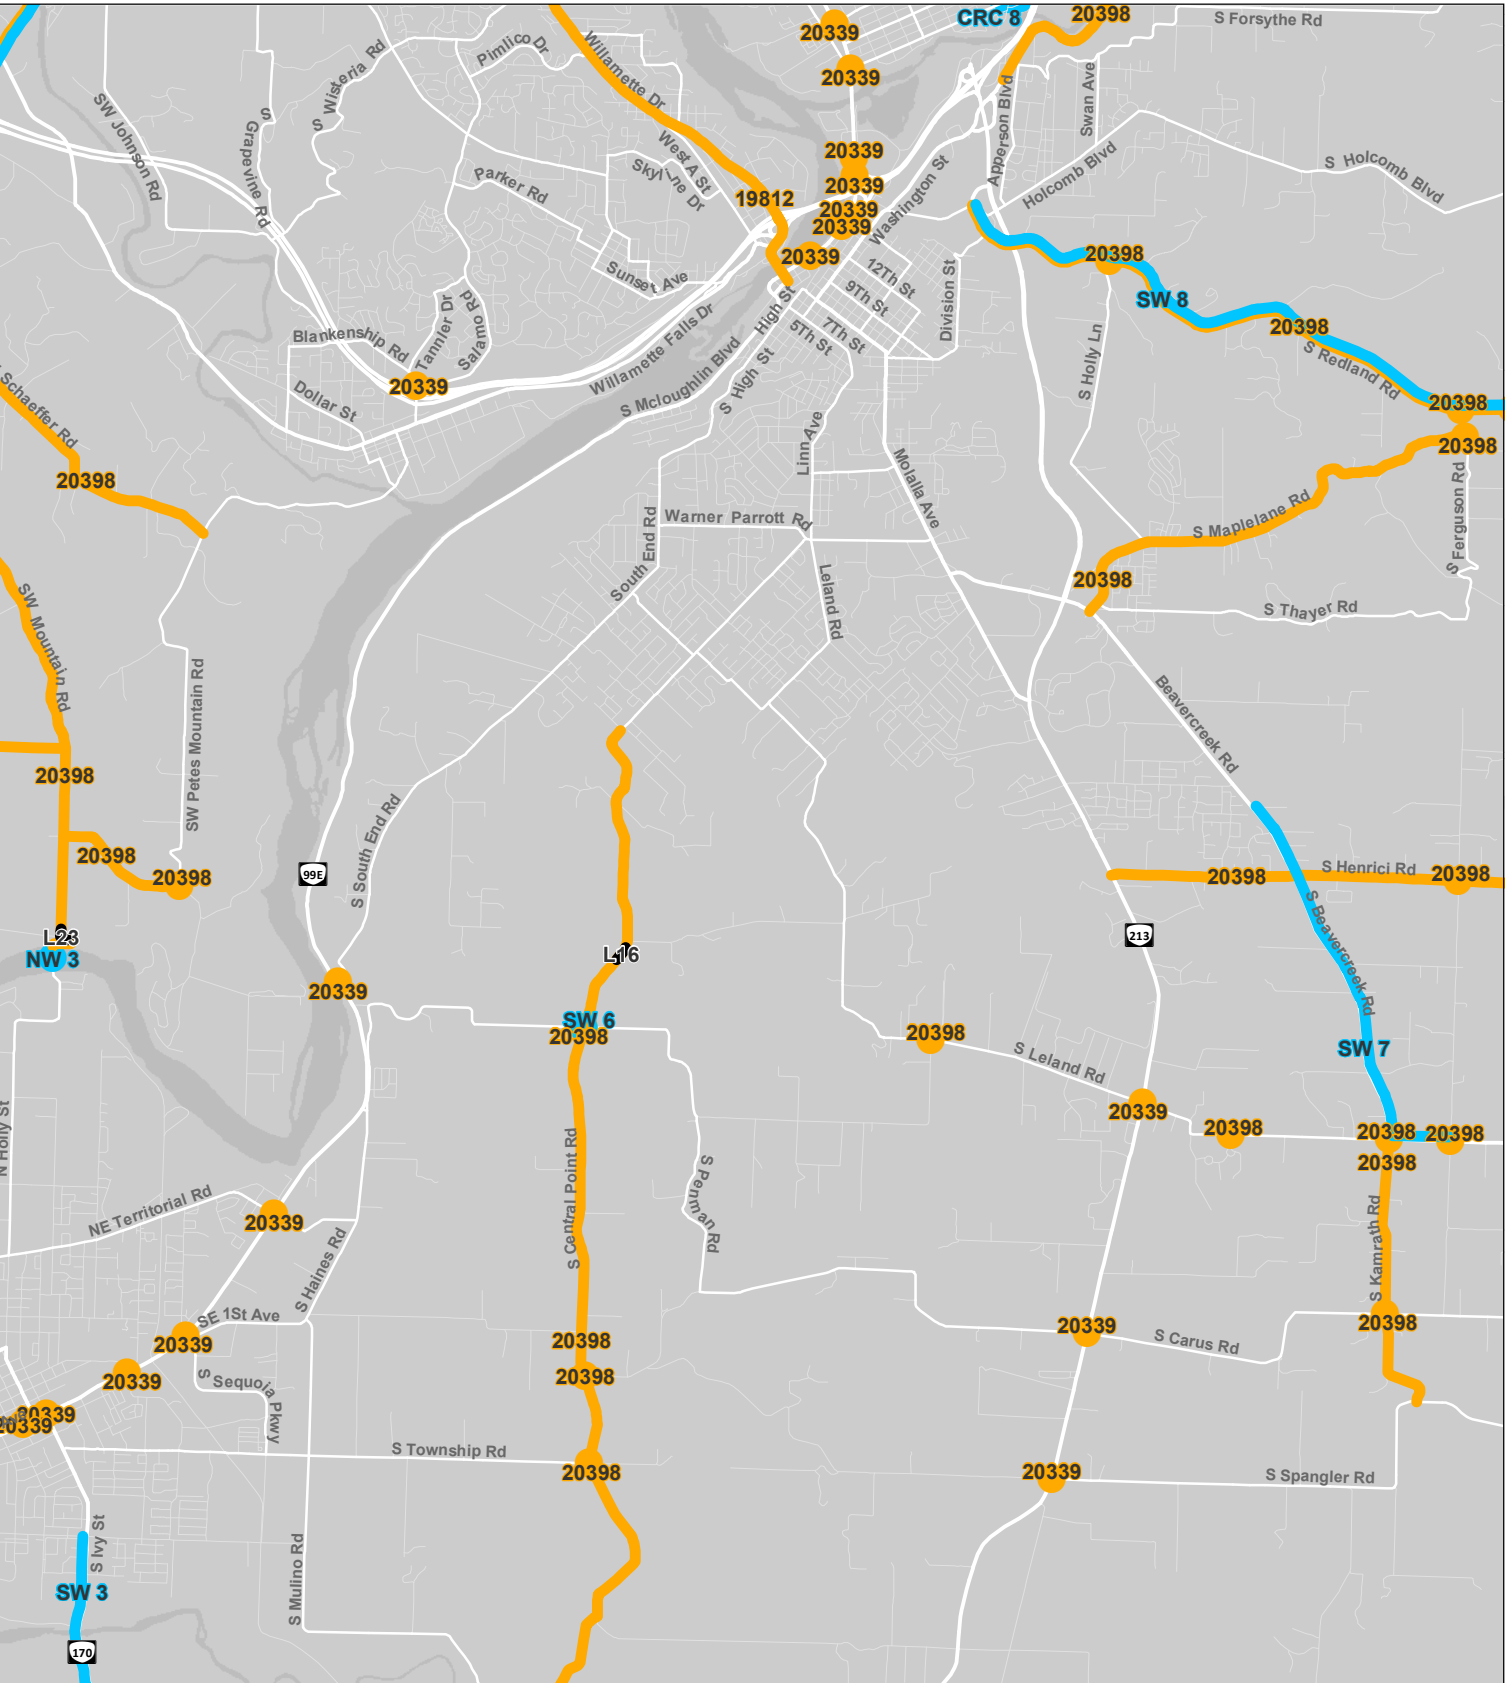 CRC 8
20398
S Forsythe Rd
20339
Pimlico Dr
Willamette Dr
S Wisteria Rd
20339
Swan Ave
SW Johnson Rd
S Grapevine Rd
Apperson Blvd
20339
West A St
Holcomb Blvd
S Holcomb Blvd
Skyline Dr
Parker Rd
20339
19812
Washington St
20339
20339
20339
20398
12Th St
Sunset Ave
9Th St
Division St
SW 8
High St
7Th St
5Th St
20398
Blankenship Rd
Tannler Dr
Salamo Rd
Willamette Falls Dr
S Holly Ln
S Redland Rd
20339
S Mcloughlin Blvd
S High St
Dollar St
20398
Schaeffer Rd
Linn Ave
20398
20398
Molalla Ave
S Maplelane Rd
S Ferguson Rd
Warner Parrott Rd
South End Rd
20398
Leland Rd
S Thayer Rd
SW Mountain Rd
Beavercreek Rd
SW Petes Mountain Rd
20398
S South End Rd
20398
20398
99E
20398
S Henrici Rd
20398
L23
NW 3
L16
213
S Beavercreek Rd
20339
SW 6
20398
20398
S Leland Rd
SW 7
N Holly St
20339
20398
20398
20398
20398
S Central Point Rd
S Penman Rd
NE Territorial Rd
20339
S Haines Rd
S Kamrath Rd
SE 1St Ave
20339
20398
20339
S Carus Rd
20398
20339
S Sequoia Pkwy
20398
20339
20339
S Township Rd
20398
20339
S Spangler Rd
S Ivy St
S Mulino Rd
SW 3
170